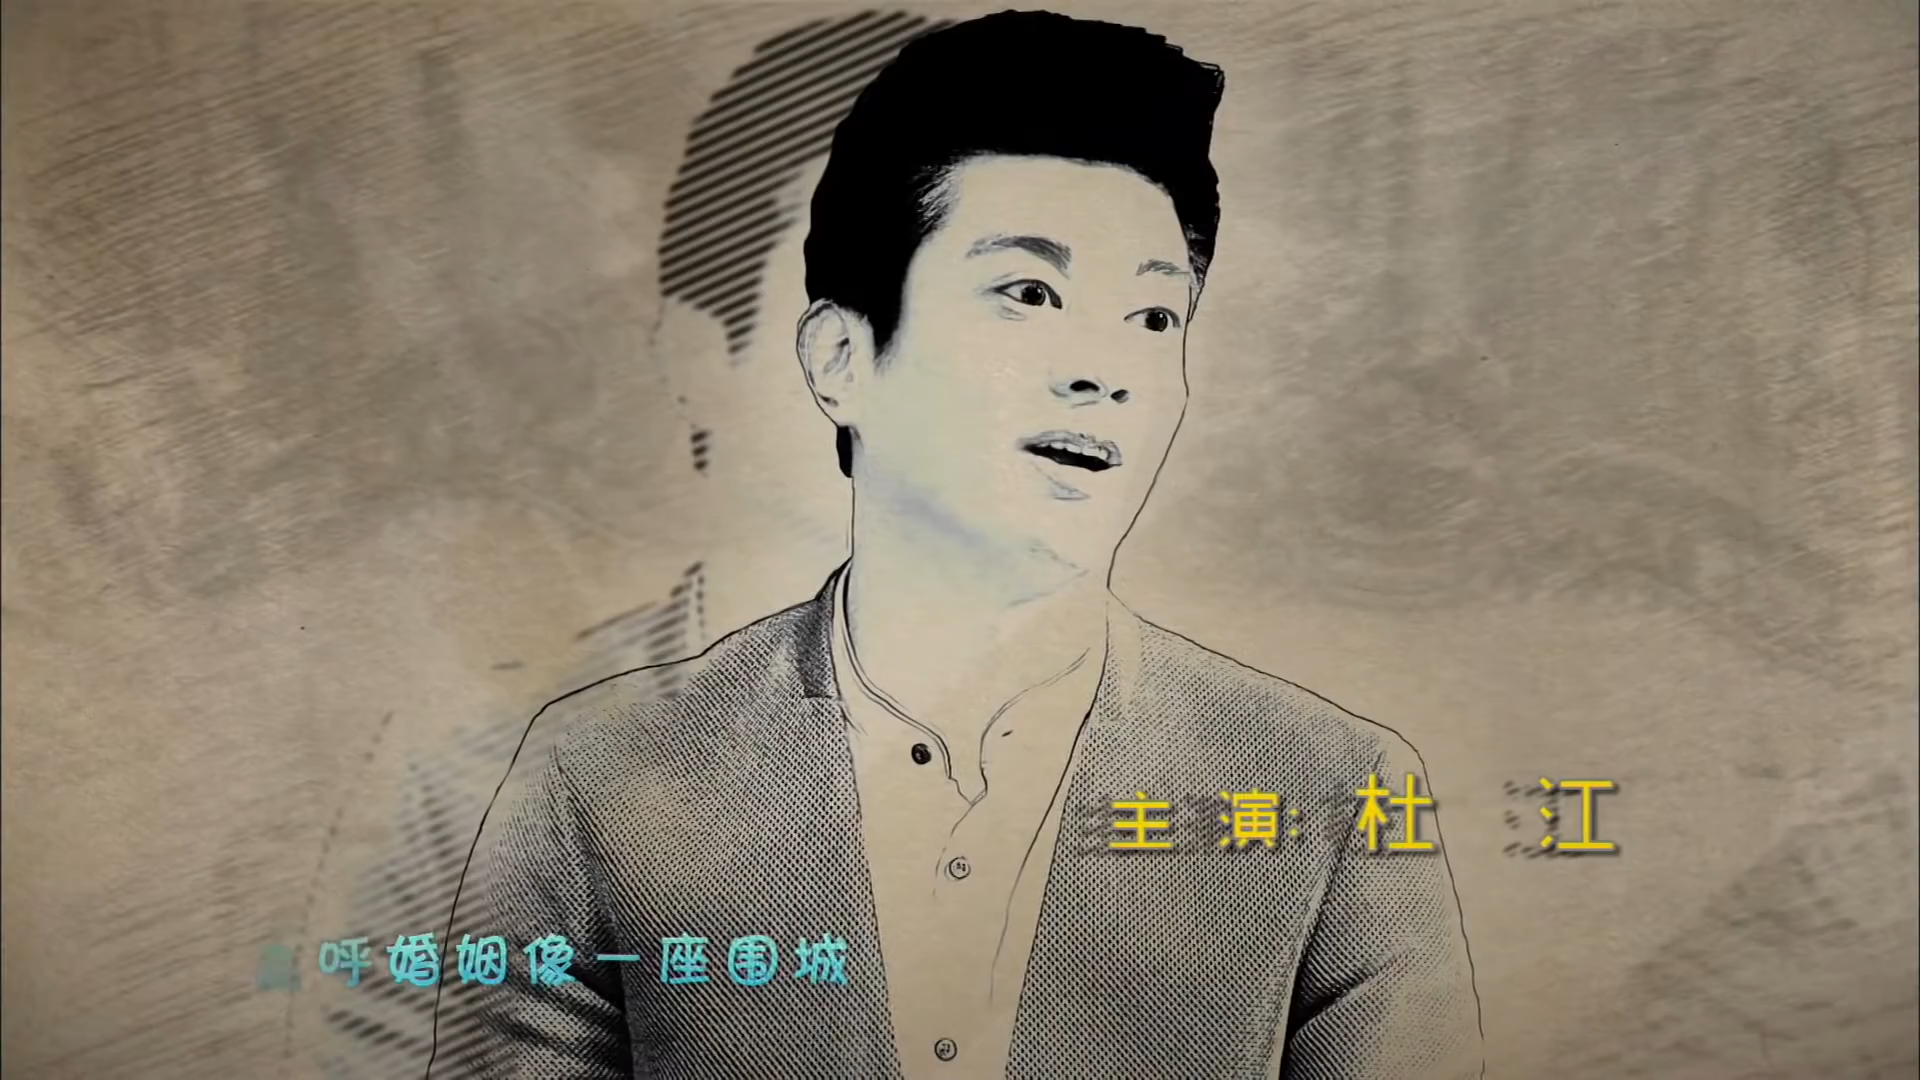 主 演: 杜 江
呼婚姻像一座围城